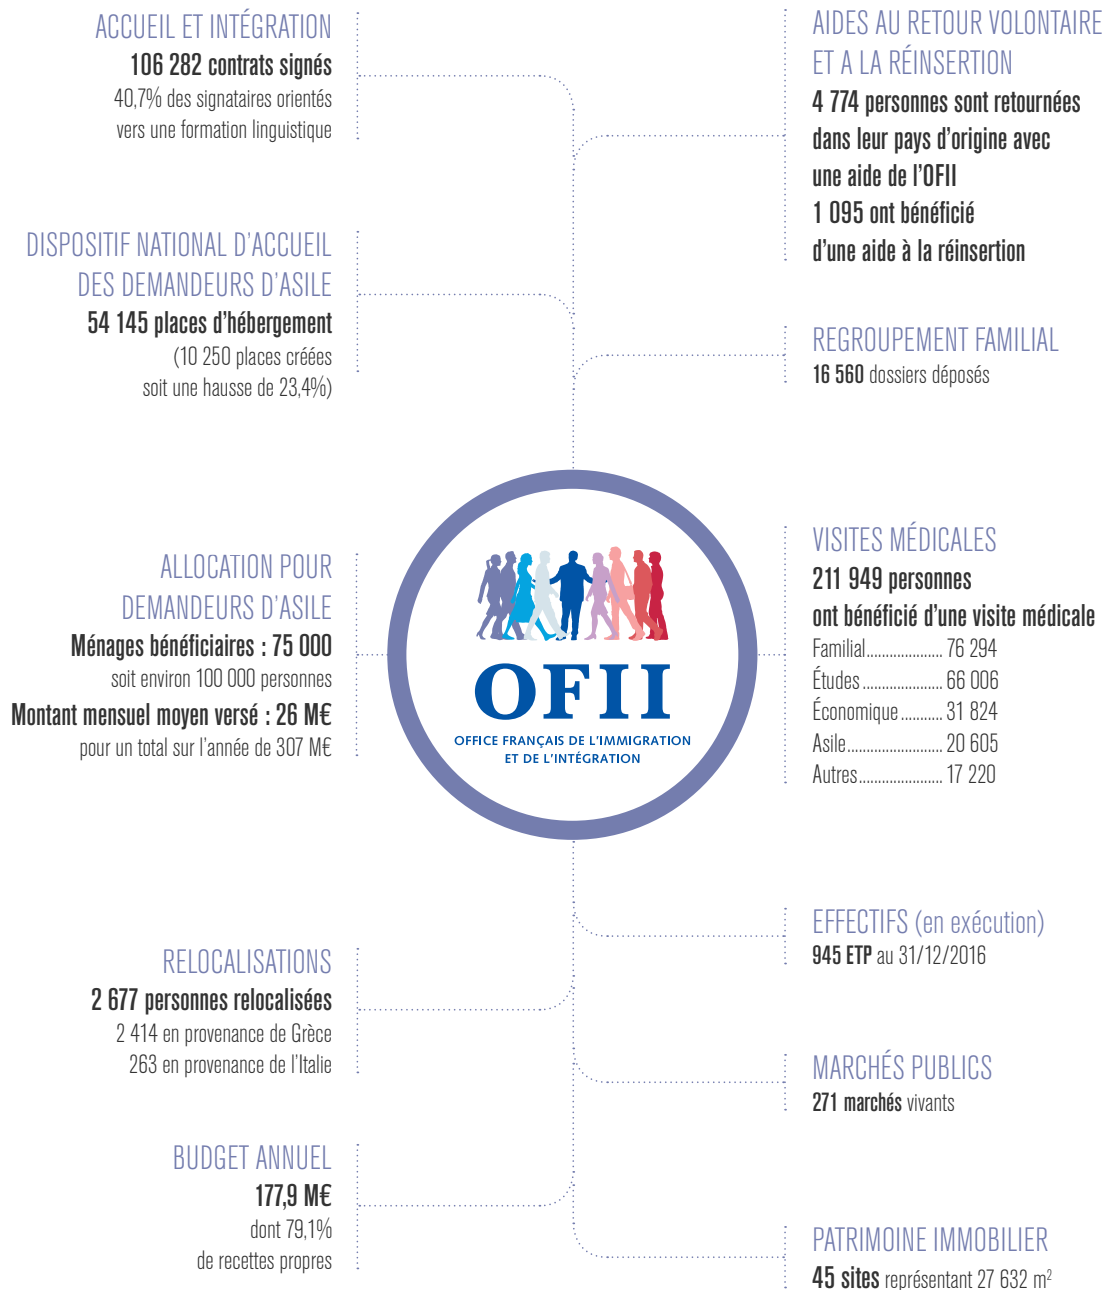 ACCUEIL ET INTÉGRATION
106 282 contrats signés
40,7% des signataires orientés
vers une formation linguistique
DISPOSITIF NATIONAL D'ACCUEIL
DES DEMANDEURS D'ASILE
54 145 places d'hébergement
(10 250 places créées
soit une hausse de 23,4%)
ALLOCATION POUR
DEMANDEURS D'ASILE
Ménages bénéficiaires : 75 000
soit environ 100 000 personnes
Montant mensuel moyen versé : 26 M€
pour un total sur l'année de 307 M€
RELOCALISATIONS
2 677 personnes relocalisées
2 414 en provenance de Grèce
263 en provenance de l'Italie
BUDGET ANNUEL
177,9 M€
dont 79,1%
de recettes propres
OFII
OFFICE FRANÇAIS DE L'IMMIGRATION
ET DE L'INTÉGRATION
AIDES AU RETOUR VOLONTAIRE
ET A LA RÉINSERTION
4 774 personnes sont retournées
dans leur pays d'origine avec
une aide de l'OFII
1 095 ont bénéficié
d'une aide à la réinsertion
REGROUPEMENT FAMILIAL
16 560 dossiers déposés
VISITES MÉDICALES
211 949 personnes
ont bénéficié d'une visite médicale
Familial.................... 76 294
Études..................... 66 006
Économique........... 31 824
Asile......................... 20 605
Autres...................... 17 220
EFFECTIFS (en exécution)
945 ETP au 31/12/2016
MARCHÉS PUBLICS
271 marchés vivants
PATRIMOINE IMMOBILIER
45 sites représentant 27 632 m²